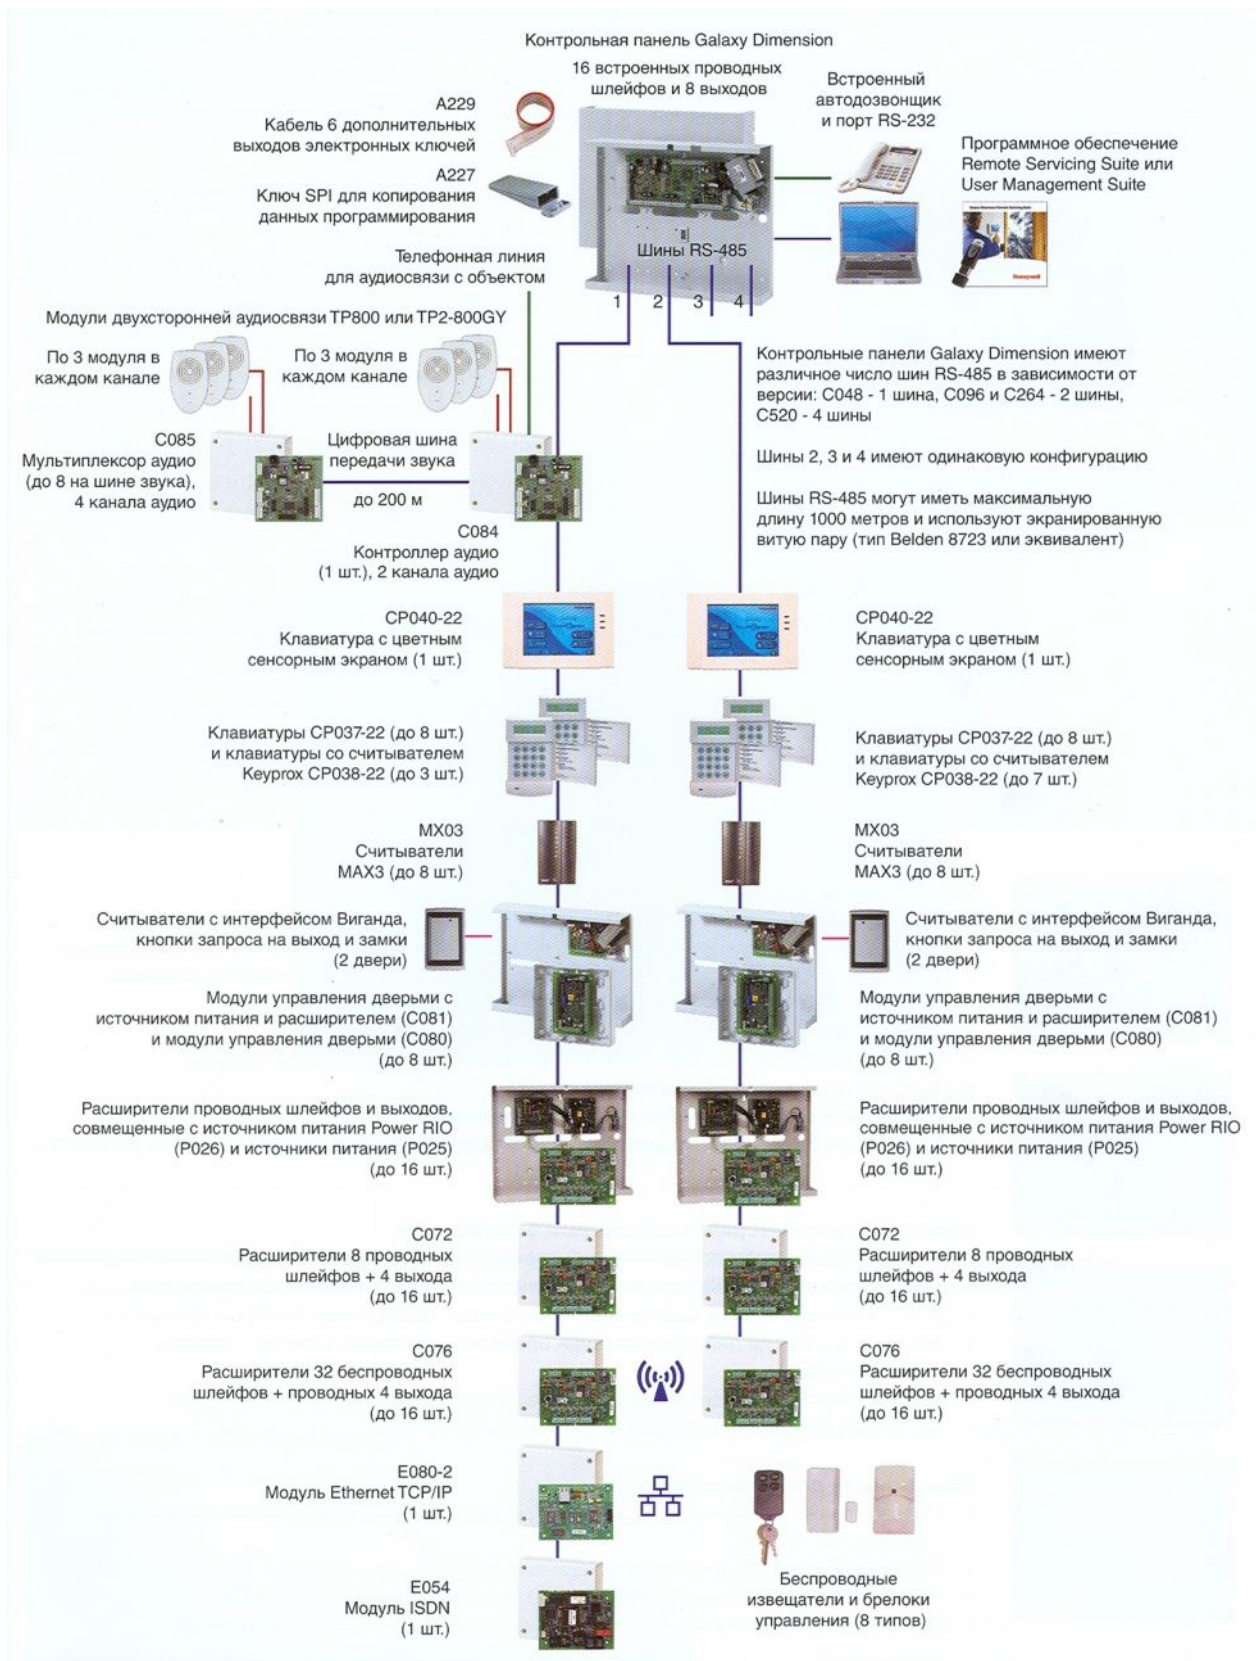 Контрольная панель Galaxy Dimension
16 встроенных проводных
шлейфов и 8 выходов
Встроенный
автодозвонщик
и порт RS-232
A229
Кабель 6 дополнительных
выходов электронных ключей
Программное обеспечение
Remote Servicing Suite или
User Management Suite
A227
Ключ SPI для копирования
данных программирования
Honeywell
Шины RS-485
1
2
3
4
Телефонная линия
для аудиосвязи с объектом
Модули двухсторонней аудиосвязи TP800 или TP2-800GY
По 3 модуля в
каждом канале
По 3 модуля в
каждом канале
Контрольные панели Galaxy Dimension имеют
различное число шин RS-485 в зависимости от
версии: C048 - 1 шина, C096 и C264 - 2 шины,
C520 - 4 шины
Шины 2, 3 и 4 имеют одинаковую конфигурацию
Шины RS-485 могут иметь максимальную
длину 1000 метров и используют экранированную
витую пару (тип Belden 8723 или эквивалент)
C085
Мультиплексор аудио
(до 8 на шине звука),
4 канала аудио
Цифровая шина
передачи звука
до 200 м
C084
Контроллер аудио
(1 шт.), 2 канала аудио
CP040-22
Клавиатура с цветным
сенсорным экраном (1 шт.)
CP040-22
Клавиатура с цветным
сенсорным экраном (1 шт.)
Клавиатуры CP037-22 (до 8 шт.)
и клавиатуры со считывателем
Keyprox CP038-22 (до 3 шт.)
Клавиатуры CP037-22 (до 8 шт.)
и клавиатуры со считывателем
Keyprox CP038-22 (до 7 шт.)
MX03
Считыватели
MAX3 (до 8 шт.)
MX03
Считыватели
MAX3 (до 8 шт.)
Считыватели с интерфейсом Виганда,
кнопки запроса на выход и замки
(2 двери)
Считыватели с интерфейсом Виганда,
кнопки запроса на выход и замки
(2 двери)
Модули управления дверьми с
источником питания и расширителем (C081)
и модули управления дверьми (C080)
(до 8 шт.)
Модули управления дверьми с
источником питания и расширителем (C081)
и модули управления дверьми (C080)
(до 8 шт.)
Расширители проводных шлейфов и выходов,
совмещенные с источником питания Power RIO
(P026) и источники питания (P025)
(до 16 шт.)
Расширители проводных шлейфов и выходов,
совмещенные с источником питания Power RIO
(P026) и источники питания (P025)
(до 16 шт.)
C072
Расширители 8 проводных
шлейфов + 4 выхода
(до 16 шт.)
C072
Расширители 8 проводных
шлейфов + 4 выхода
(до 16 шт.)
C076
Расширители 32 беспроводных
шлейфов + проводных 4 выхода
(до 16 шт.)
C076
Расширители 32 беспроводных
шлейфов + проводных 4 выхода
(до 16 шт.)
E080-2
Модуль Ethernet TCP/IP
(1 шт.)
E054
Модуль ISDN
(1 шт.)
Беспроводные
извещатели и брелоки
управления (8 типов)